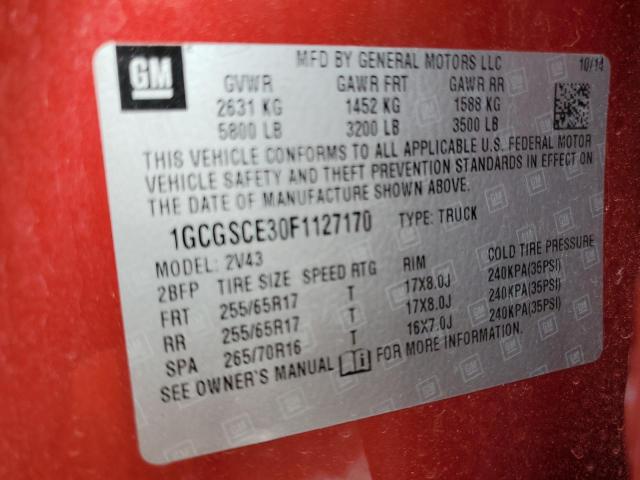 GM
MFD BY GENERAL MOTORS LLC 10/14
GVWR GAWR FRT GAWR RR
2631 KG 1452 KG 1588 KG
5800 LB 3200 LB 3500 LB
THIS VEHICLE CONFORMS TO ALL APPLICABLE U.S. FEDERAL MOTOR
VEHICLE SAFETY AND THEFT PREVENTION STANDARDS IN EFFECT ON
THE DATE OF MANUFACTURE SHOWN ABOVE.
1GCGSCE30F1127170 TYPE: TRUCK
MODEL: 2V43
2BFP TIRE SIZE SPEED RTG RIM COLD TIRE PRESSURE
FRT 255/65R17 T 17X8.0J 240KPA(35PSI)
RR 255/65R17 T 17X8.0J 240KPA(35PSI)
SPA 265/70R16 T 16X7.0J 240KPA(35PSI)
SEE OWNER'S MANUAL FOR MORE INFORMATION.